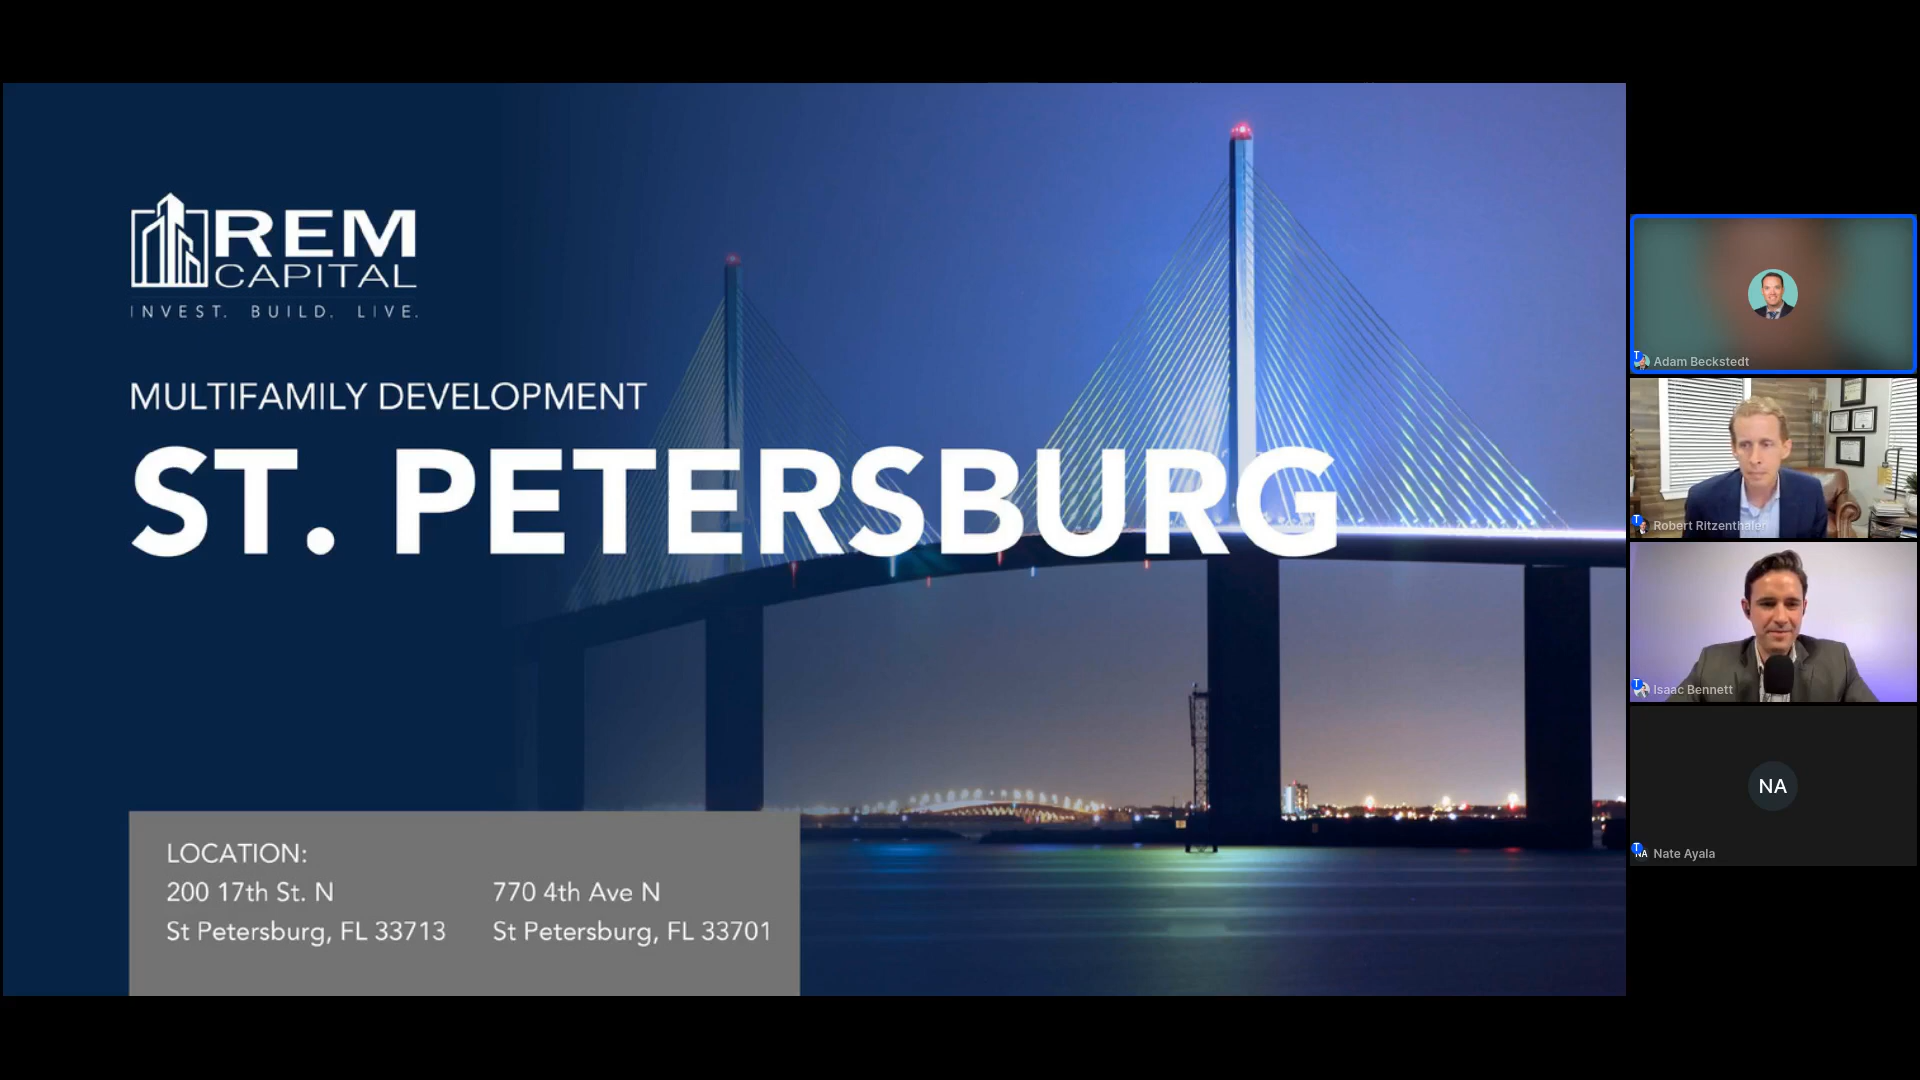 REM
CAPITAL
INVEST. BUILD. LIVE.
MULTIFAMILY DEVELOPMENT
ST. PETERSBURG
LOCATION:
200 17th St. N
St Petersburg, FL 33713
770 4th Ave N
St Petersburg, FL 33701
Adam Beckstedt
Robert Ritzenthaler
Isaac Bennett
NA
Nate Ayala